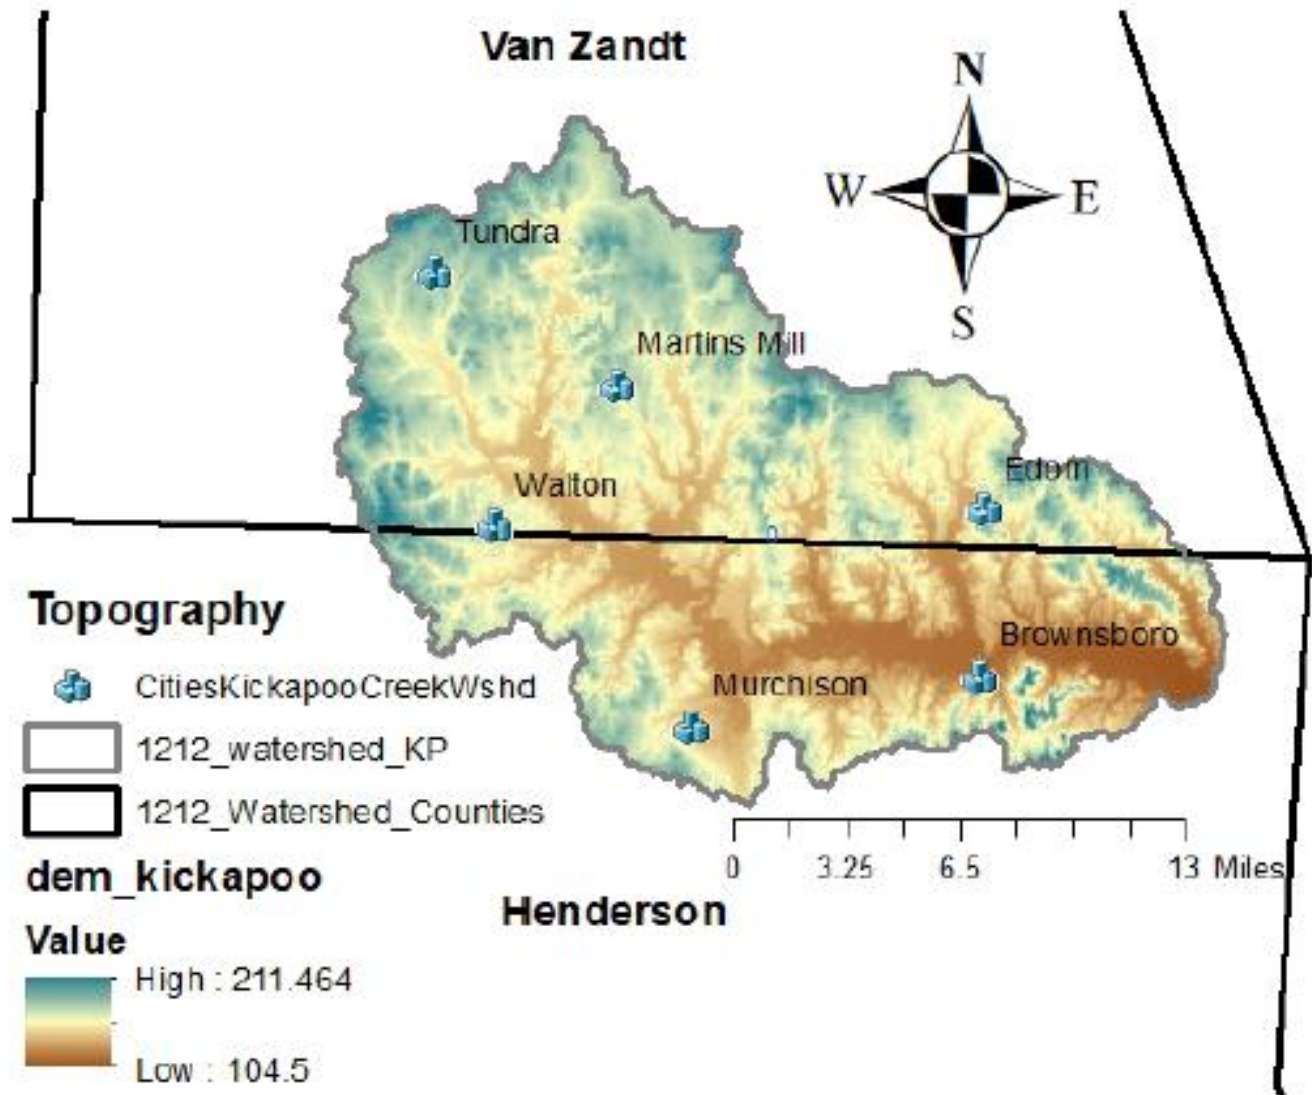 Van Zandt
N
W
E
S
Tundra
Martins Mill
Edom
Walton
0
Topography
Brownsboro
CitiesKickapooCreekWshd
Murchison
1212_watershed_KP
1212_Watershed_Counties
0 3.25 6.5 13 Miles
dem_kickapoo
Henderson
Value
High : 211.464
Low : 104.5